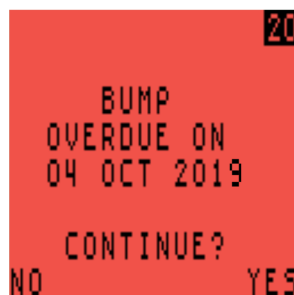 20
BUMP
OVERDUE ON
04 OCT 2019
CONTINUE?
NO YES